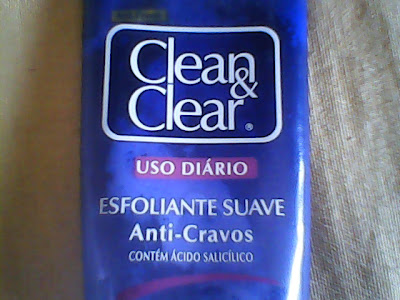 Clean &
Clear®
USO DIÁRIO
ESFOLIANTE SUAVE
Anti-Cravos
CONTÉM ÁCIDO SALICÍLICO